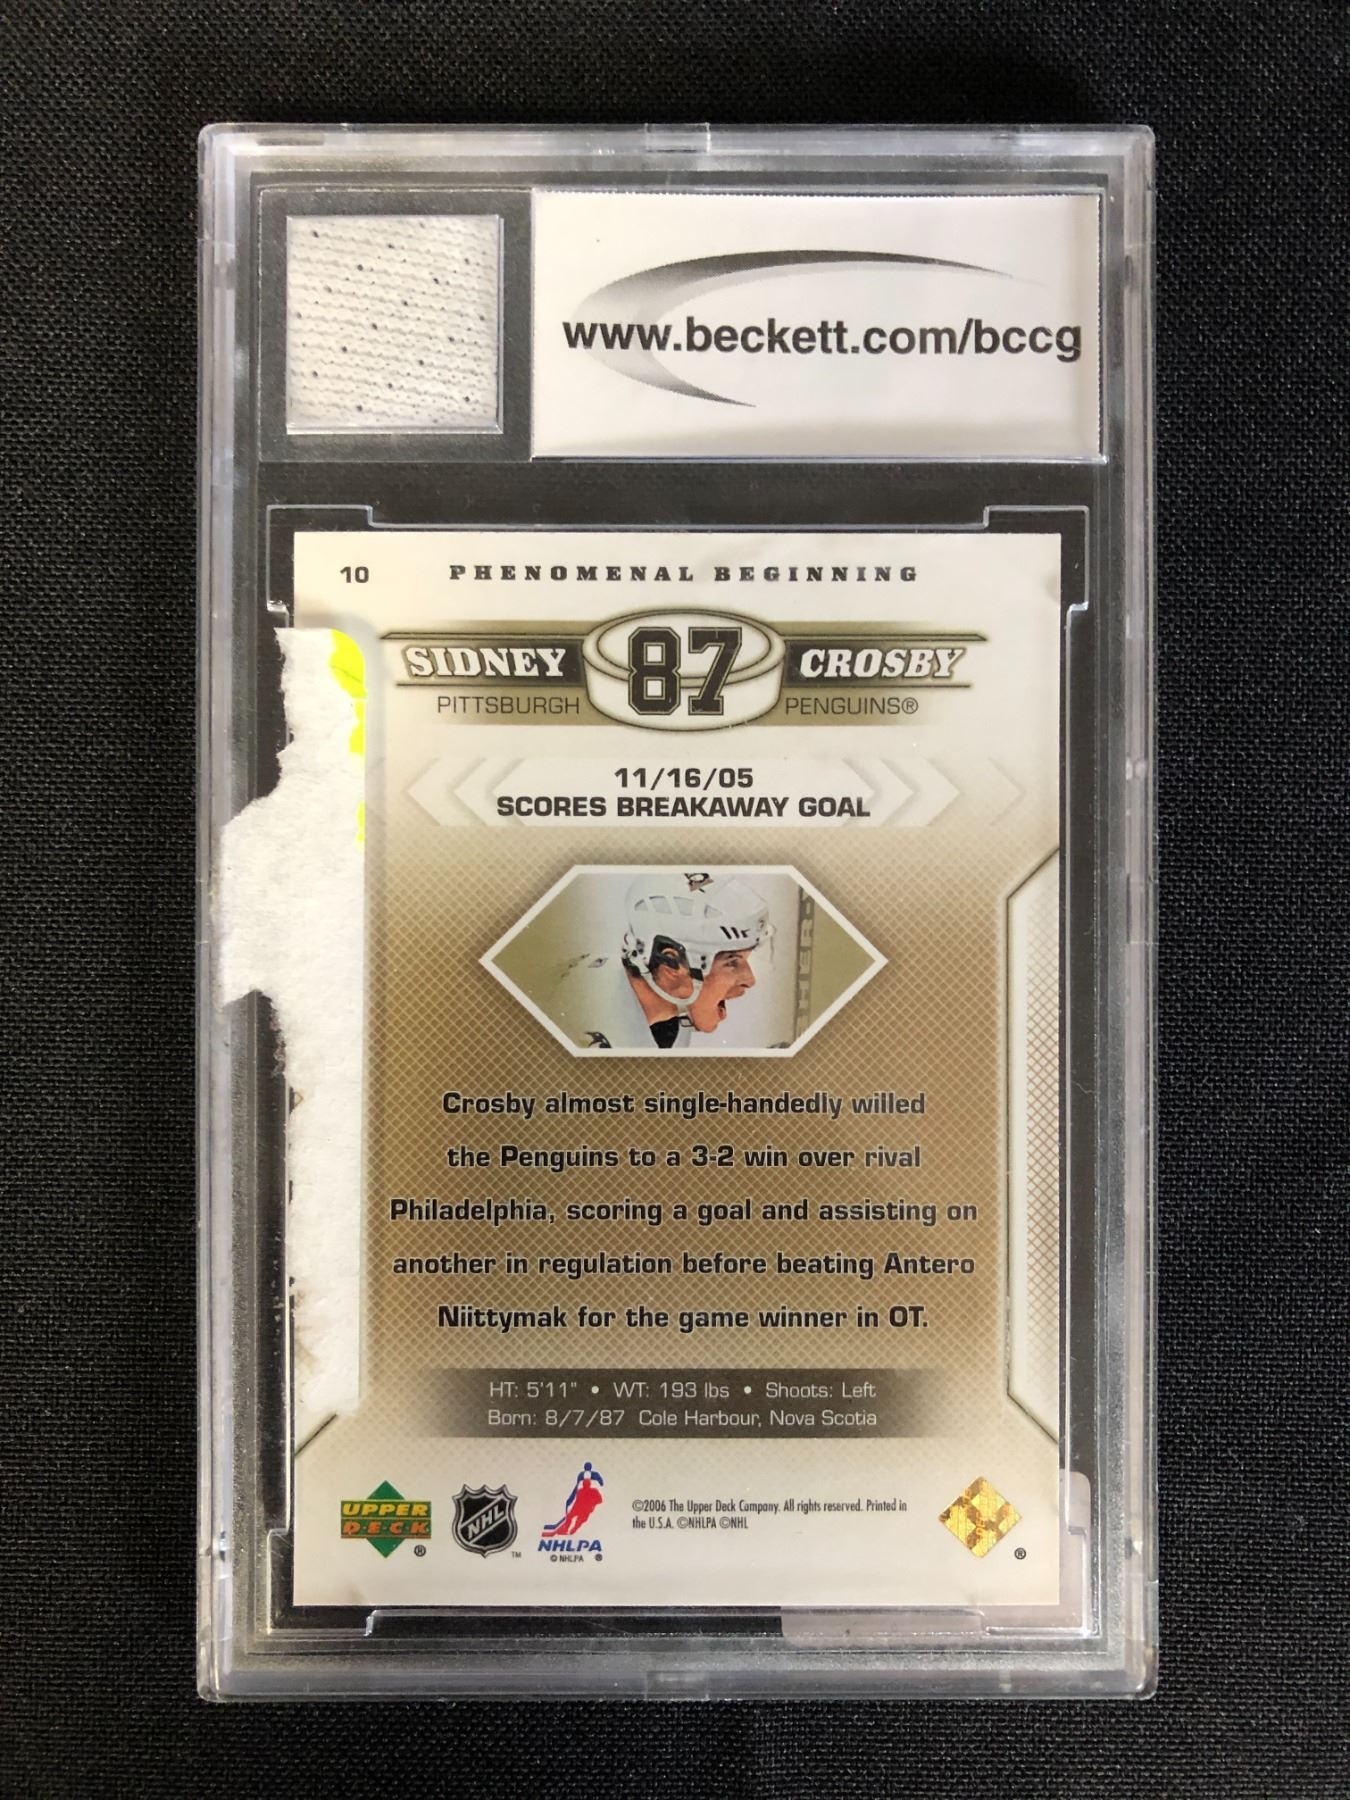 www.beckett.com/bccg
10 PHENOMENAL BEGINNING
SIDNEY 87 CROSBY
PITTSBURGH PENGUINS®
11/16/05
SCORES BREAKAWAY GOAL
Crosby almost single-handedly willed
the Penguins to a 3-2 win over rival
Philadelphia, scoring a goal and assisting on
another in regulation before beating Antero
Niittymak for the game winner in OT.
HT: 5'11" • WT: 193 lbs • Shoots: Left
Born: 8/7/87 Cole Harbour, Nova Scotia
UPPER
DECK ®
NHL ™
NHLPA
© NHLPA ®
©2006 The Upper Deck Company. All rights reserved. Printed in
the U.S.A. ©NHLPA ©NHL
®